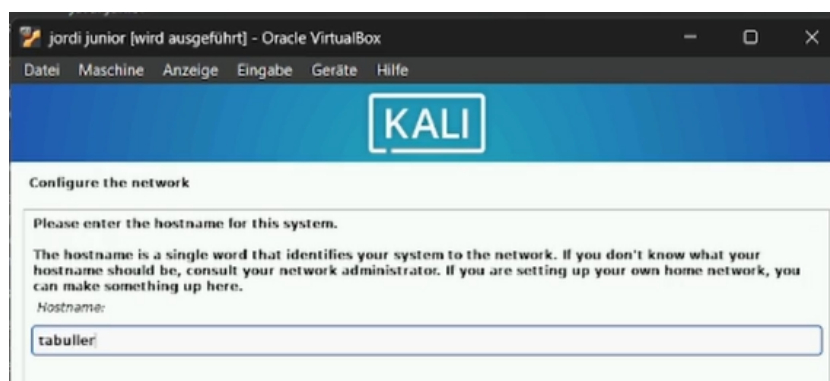 jordi junior [wird ausgeführt] - Oracle VirtualBox
Datei Maschine Anzeige Eingabe Geräte Hilfe
KALI
Configure the network
Please enter the hostname for this system.
The hostname is a single word that identifies your system to the network. If you don't know what your
hostname should be, consult your network administrator. If you are setting up your own home network, you
can make something up here.
Hostname:
tabuller